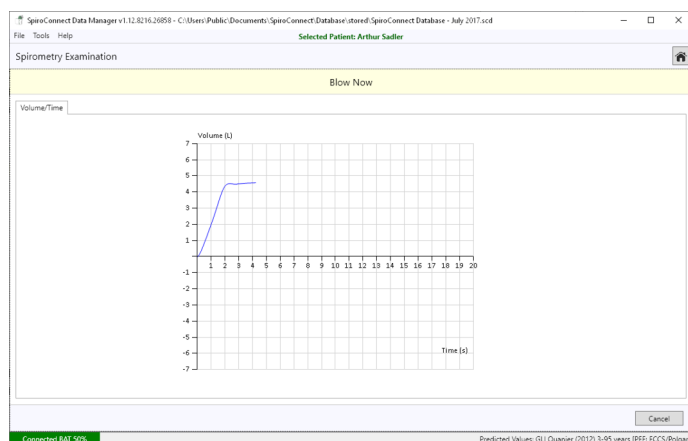 SpiroConnect Data Manager v1.12.8216.26858 - C:\Users\Public\Documents\SpiroConnect\Database\stored\SpiroConnect Database - July 2017.scd
File Tools Help Selected Patient: Arthur Sadler
Spirometry Examination
Blow Now
Volume/Time
Volume (L)
7
6
5
4
3
2
1
1 2 3 4 5 6 7 8 9 10 11 12 13 14 15 16 17 18 19 20
-1
-2
-3
-4
-5
-6 Time (s)
-7
Cancel
Connected BAT 50% Predicted Values: GLI Quanjer (2012) 3-95 years [PEF: ECCS/Polgar